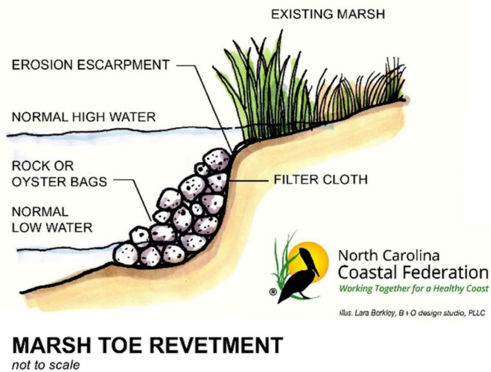 EXISTING MARSH
EROSION ESCARPMENT
NORMAL HIGH WATER
ROCK OR
OYSTER BAGS
FILTER CLOTH
NORMAL
LOW WATER
®
North Carolina
Coastal Federation
Working Together for a Healthy Coast
illus. Lara Berkley, B+O design studio, PLLC
MARSH TOE REVETMENT
not to scale